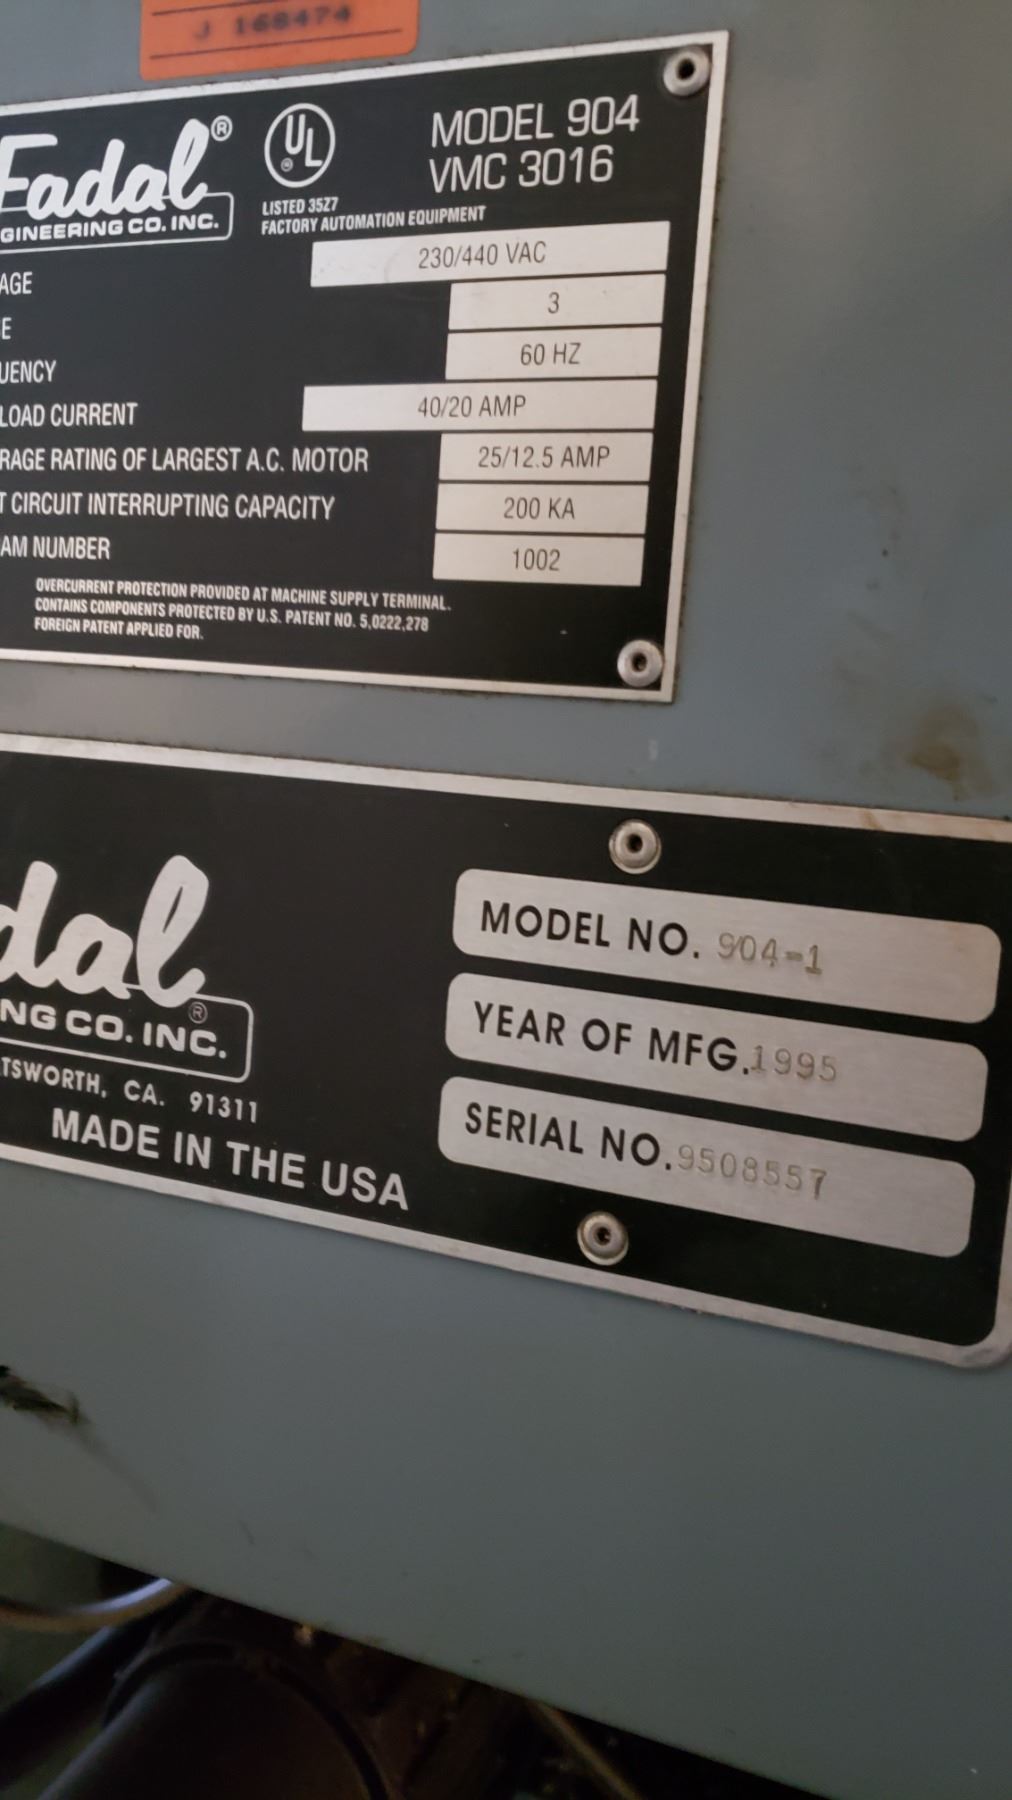 J 168474
Fadal®
GINEERING CO. INC.
UL ®
LISTED 35Z7
FACTORY AUTOMATION EQUIPMENT
MODEL 904
VMC 3016
AGE 230/440 VAC
E 3
UENCY 60 HZ
LOAD CURRENT 40/20 AMP
RAGE RATING OF LARGEST A.C. MOTOR 25/12.5 AMP
T CIRCUIT INTERRUPTING CAPACITY 200 KA
AM NUMBER 1002
OVERCURRENT PROTECTION PROVIDED AT MACHINE SUPPLY TERMINAL.
CONTAINS COMPONENTS PROTECTED BY U.S. PATENT NO. 5,0222,278
FOREIGN PATENT APPLIED FOR.
dal®
NG CO. INC.
TSWORTH, CA. 91311
MADE IN THE USA
MODEL NO. 904-1
YEAR OF MFG. 1995
SERIAL NO. 9508557